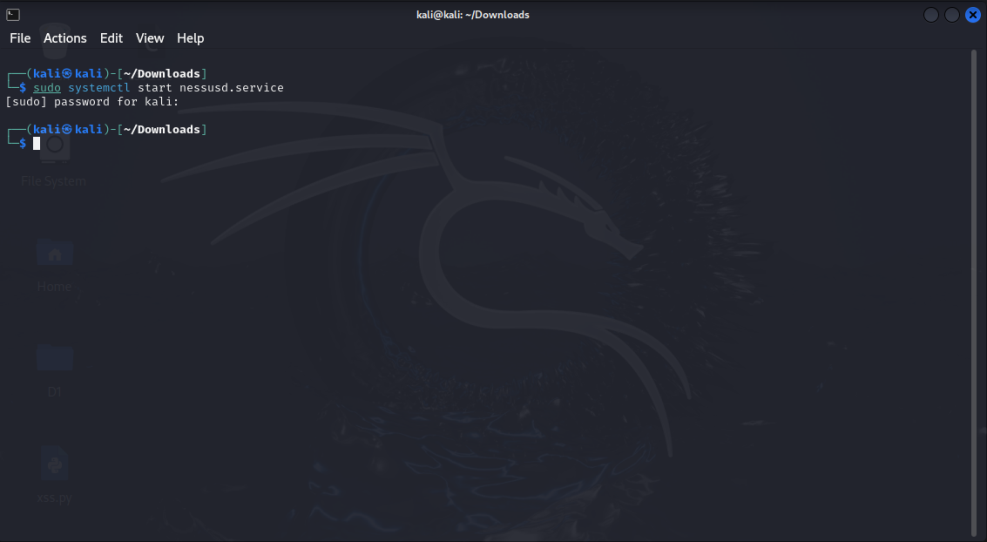 kali@kali: ~/Downloads
File Actions Edit View Help
┌──(kali㉿kali)-[~/Downloads]
└─$ sudo systemctl start nessusd.service
[sudo] password for kali:
┌──(kali㉿kali)-[~/Downloads]
└─$
File System
Home
01
xss.py